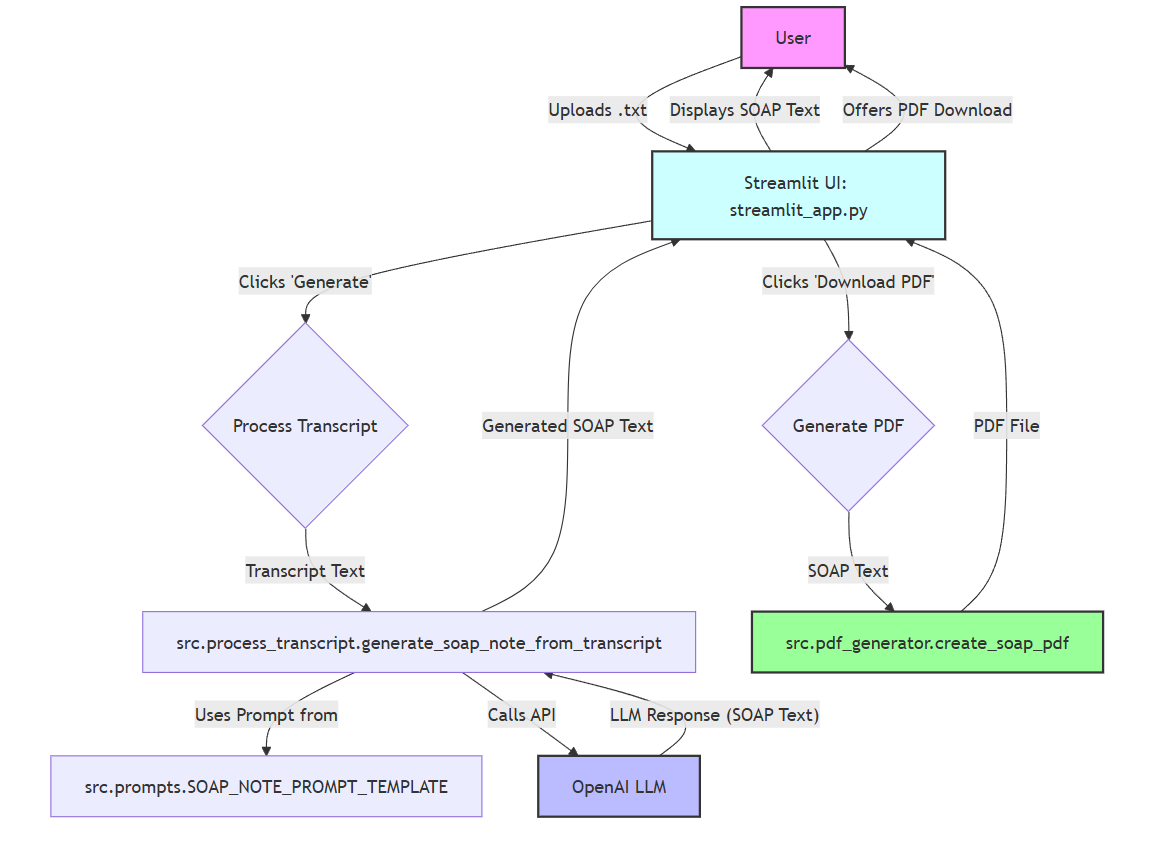 User
Uploads .txt
Displays SOAP Text
Offers PDF Download
Streamlit UI:
streamlit_app.py
Clicks 'Generate'
Clicks 'Download PDF'
Process Transcript
Generated SOAP Text
Generate PDF
PDF File
Transcript Text
SOAP Text
src.process_transcript.generate_soap_note_from_transcript
src.pdf_generator.create_soap_pdf
Uses Prompt from
Calls API
LLM Response (SOAP Text)
src.prompts.SOAP_NOTE_PROMPT_TEMPLATE
OpenAI LLM